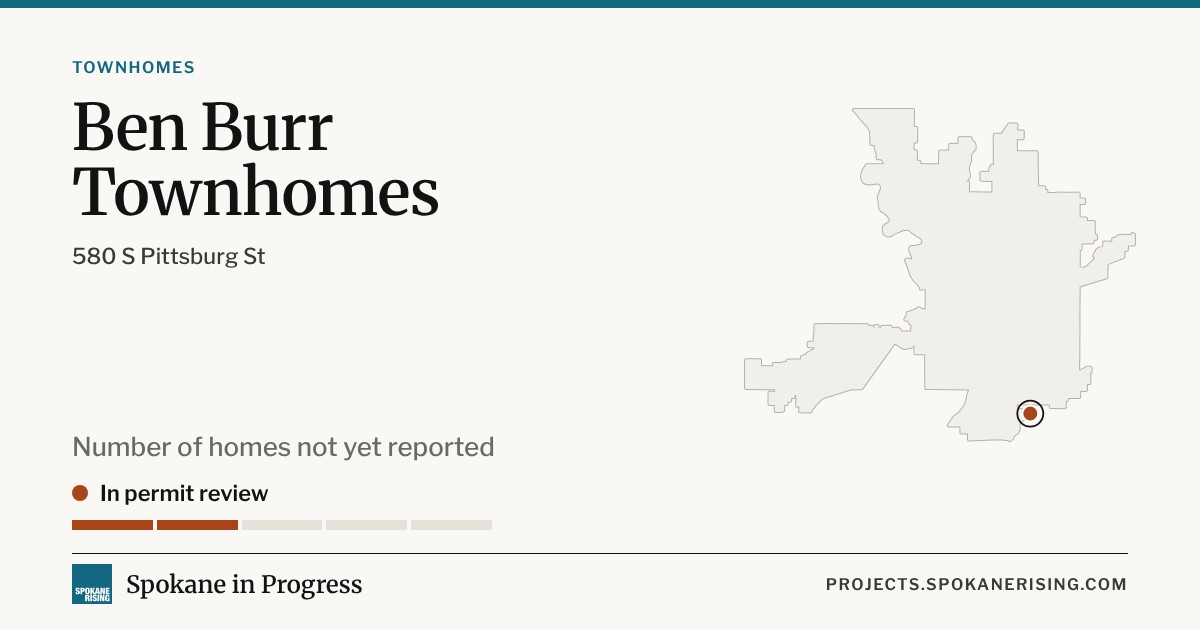 TOWNHOMES
Ben Burr
Townhomes
580 S Pittsburg St
Number of homes not yet reported
In permit review
SPOKANE
RISING
Spokane in Progress
PROJECTS.SPOKANERISING.COM